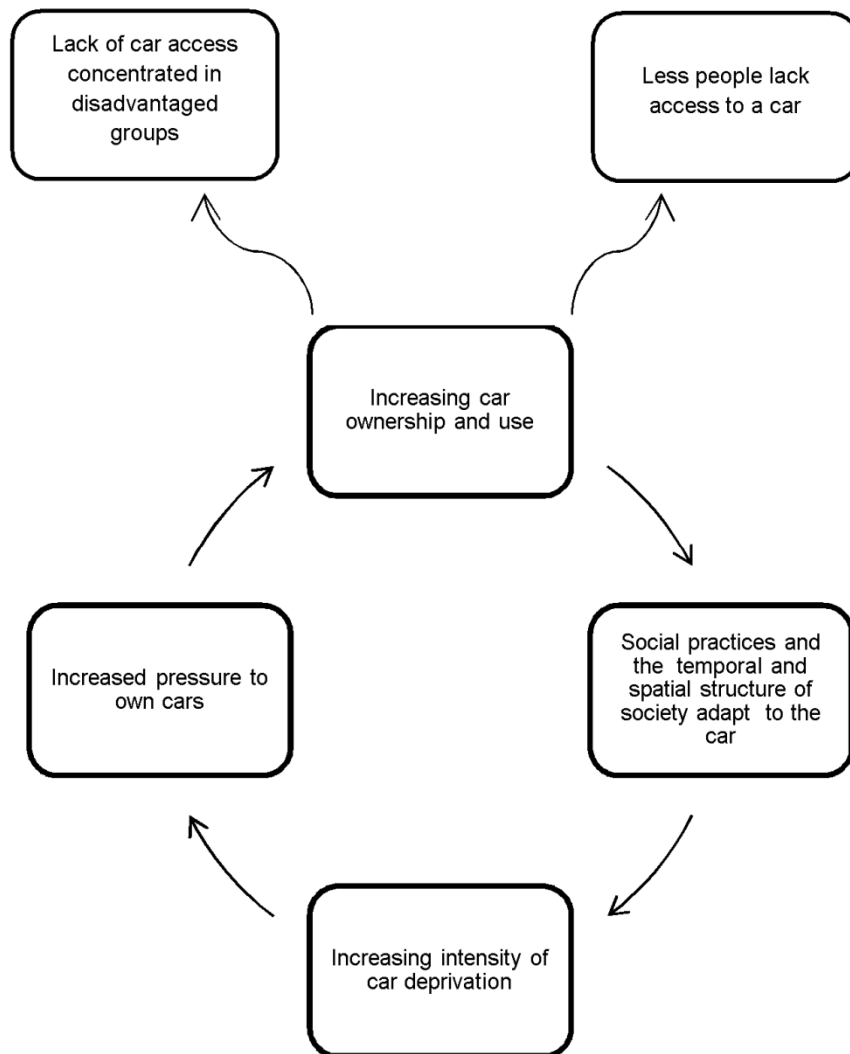 Lack of car access
concentrated in
disadvantaged
groups
Less people lack
access to a car
Increasing car
ownership and use
Increased pressure to
own cars
Social practices and
the temporal and
spatial structure of
society adapt to the
car
Increasing intensity of
car deprivation